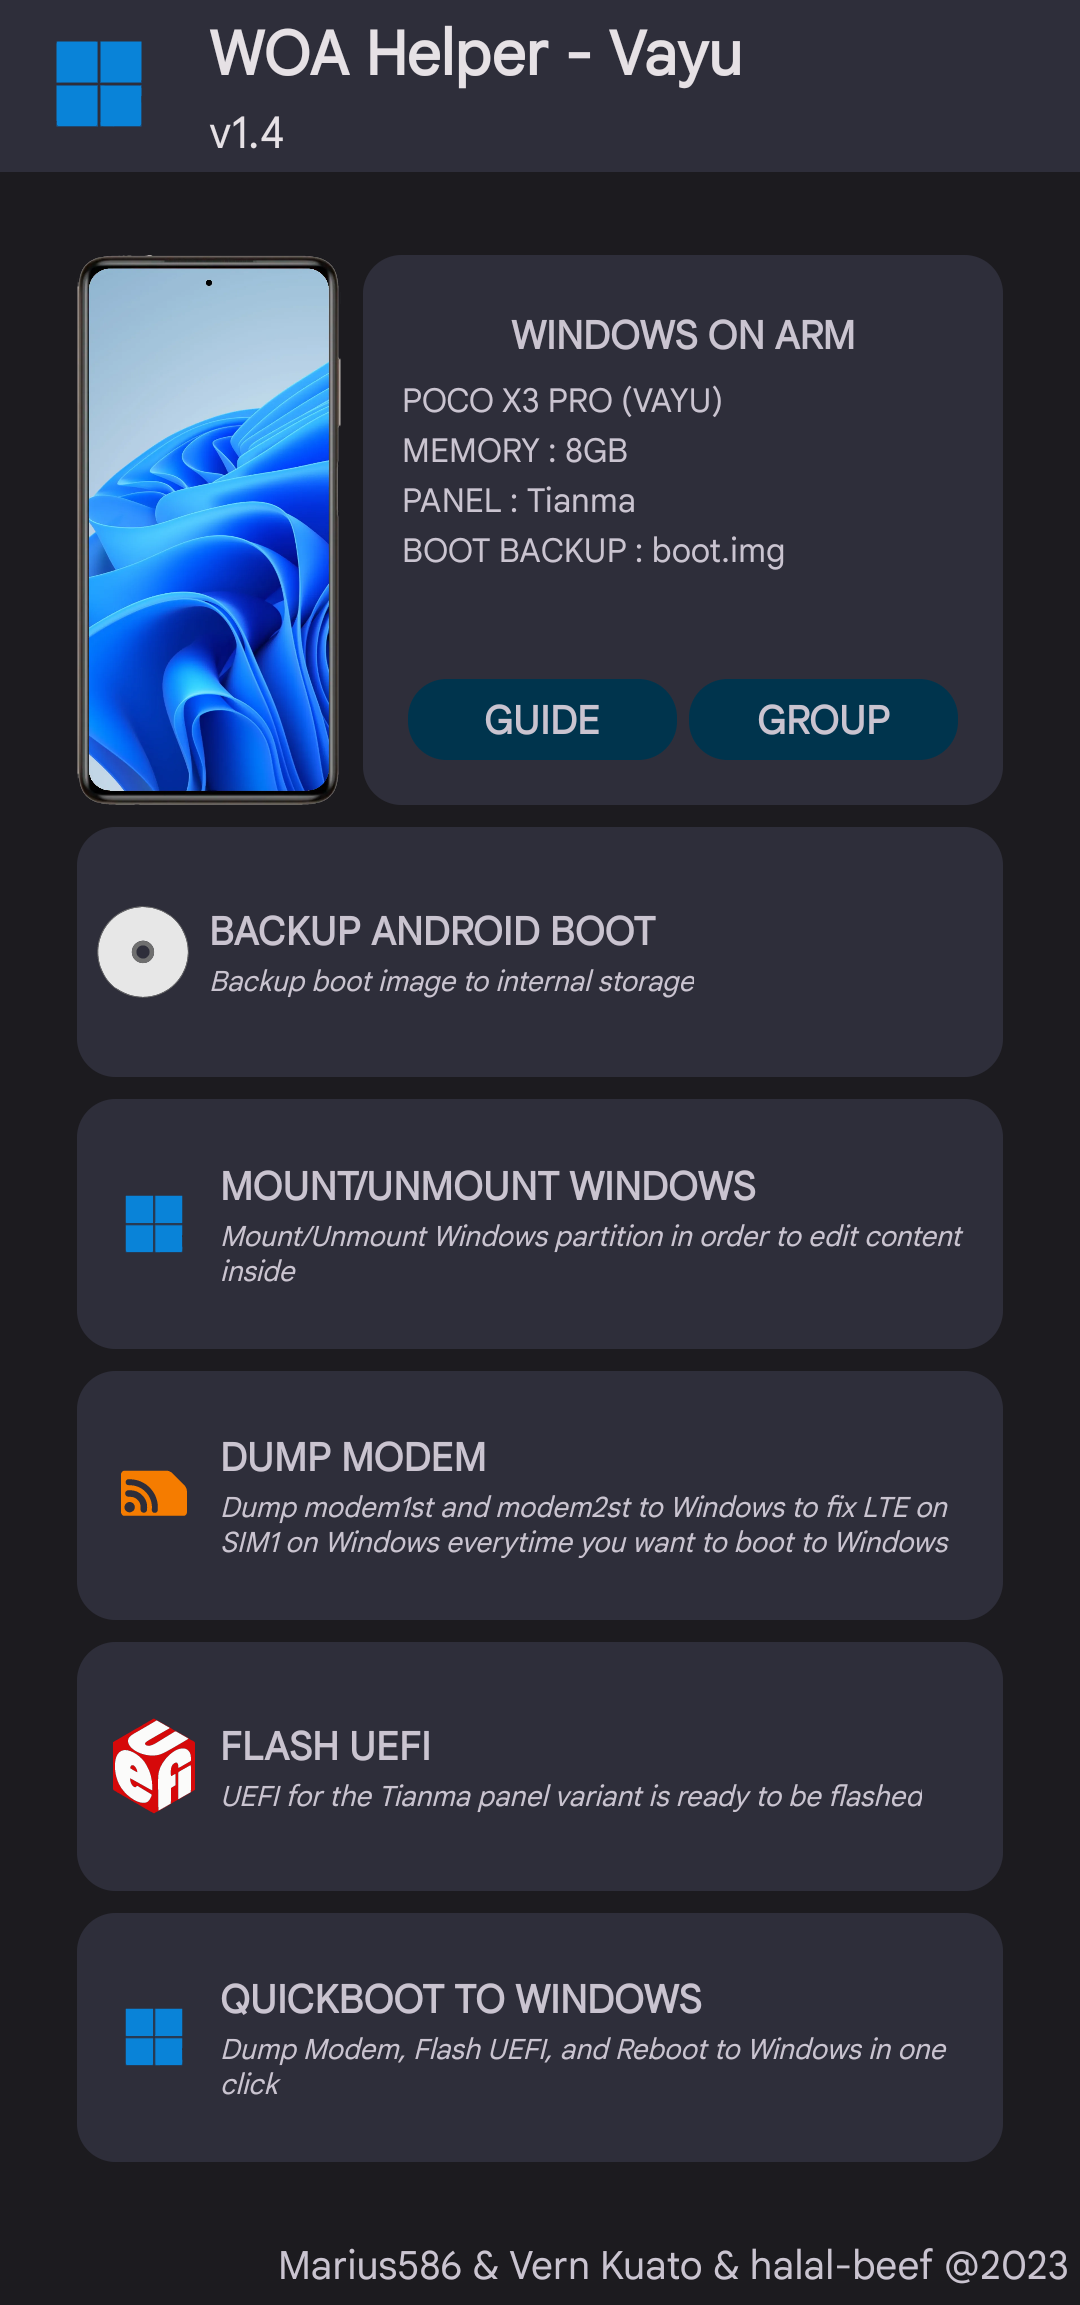 WOA Helper - Vayu
v1.4
WINDOWS ON ARM
POCO X3 PRO (VAYU)
MEMORY : 8GB
PANEL : Tianma
BOOT BACKUP : boot.img
GUIDE
GROUP
BACKUP ANDROID BOOT
Backup boot image to internal storage
MOUNT/UNMOUNT WINDOWS
Mount/Unmount Windows partition in order to edit content
inside
DUMP MODEM
Dump modem1st and modem2st to Windows to fix LTE on
SIM1 on Windows everytime you want to boot to Windows
UEFI
FLASH UEFI
UEFI for the Tianma panel variant is ready to be flashed
QUICKBOOT TO WINDOWS
Dump Modem, Flash UEFI, and Reboot to Windows in one
click
Marius586 & Vern Kuato & halal-beef @2023